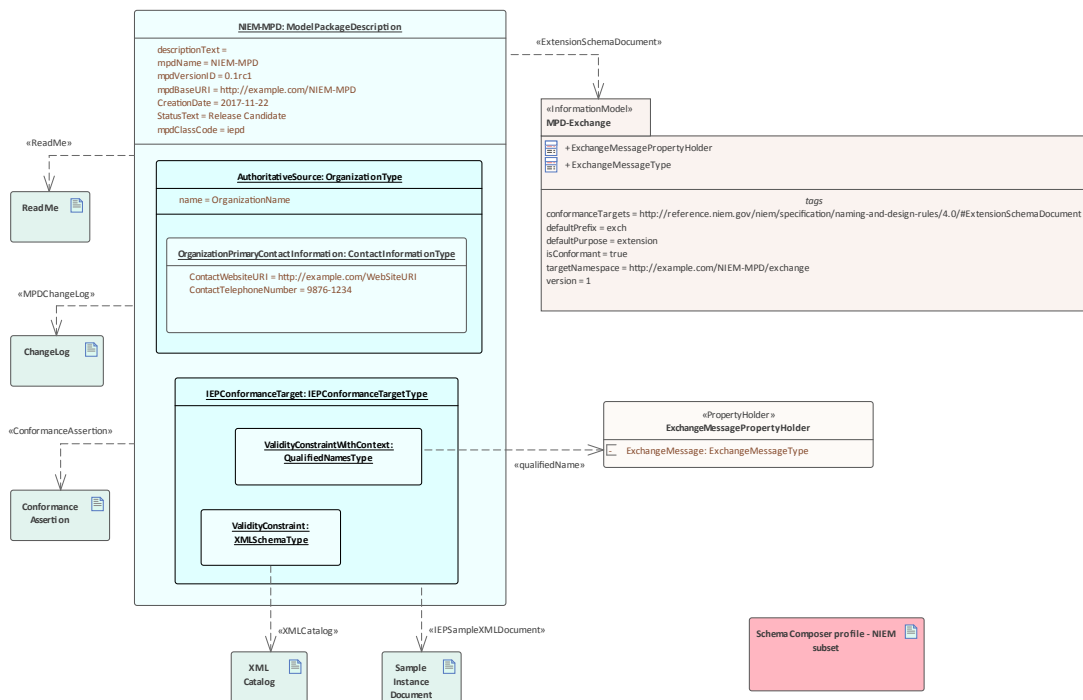 NIEM-MPD: ModelPackageDescription
descriptionText =
mpdName = NIEM-MPD
mpdVersionID = 0.1rc1
mpdBaseURI = http://example.com/NIEM-MPD
CreationDate = 2017-11-22
StatusText = Release Candidate
mpdClassCode = iepd
«ExtensionSchemaDocument»
«InformationModel»
MPD-Exchange
+ExchangeMessagePropertyHolder
+ExchangeMessageType
tags
conformanceTargets = http://reference.niem.gov/niem/specification/naming-and-design-rules/4.0/#ExtensionSchemaDocument
defaultPrefix = exch
defaultPurpose = extension
isConformant = true
targetNamespace = http://example.com/NIEM-MPD/exchange
version = 1
«ReadMe»
ReadMe
AuthoritativeSource: OrganizationType
name = OrganizationName
OrganizationPrimaryContactInformation: ContactInformationType
ContactWebsiteURI = http://example.com/WebSiteURI
ContactTelephoneNumber = 9876-1234
«MPDChangeLog»
ChangeLog
IEPConformanceTarget: IEPConformanceTargetType
«ConformanceAssertion»
Conformance
Assertion
ValidityConstraintWithContext:
QualifiedNamesType
«qualifiedName»
«PropertyHolder»
ExchangeMessagePropertyHolder
ExchangeMessage: ExchangeMessageType
ValidityConstraint:
XMLSchemaType
«XMLCatalog»
«IEPSampleXMLDocument»
XML
Catalog
Sample
Instance
Document
Schema Composer profile - NIEM
subset